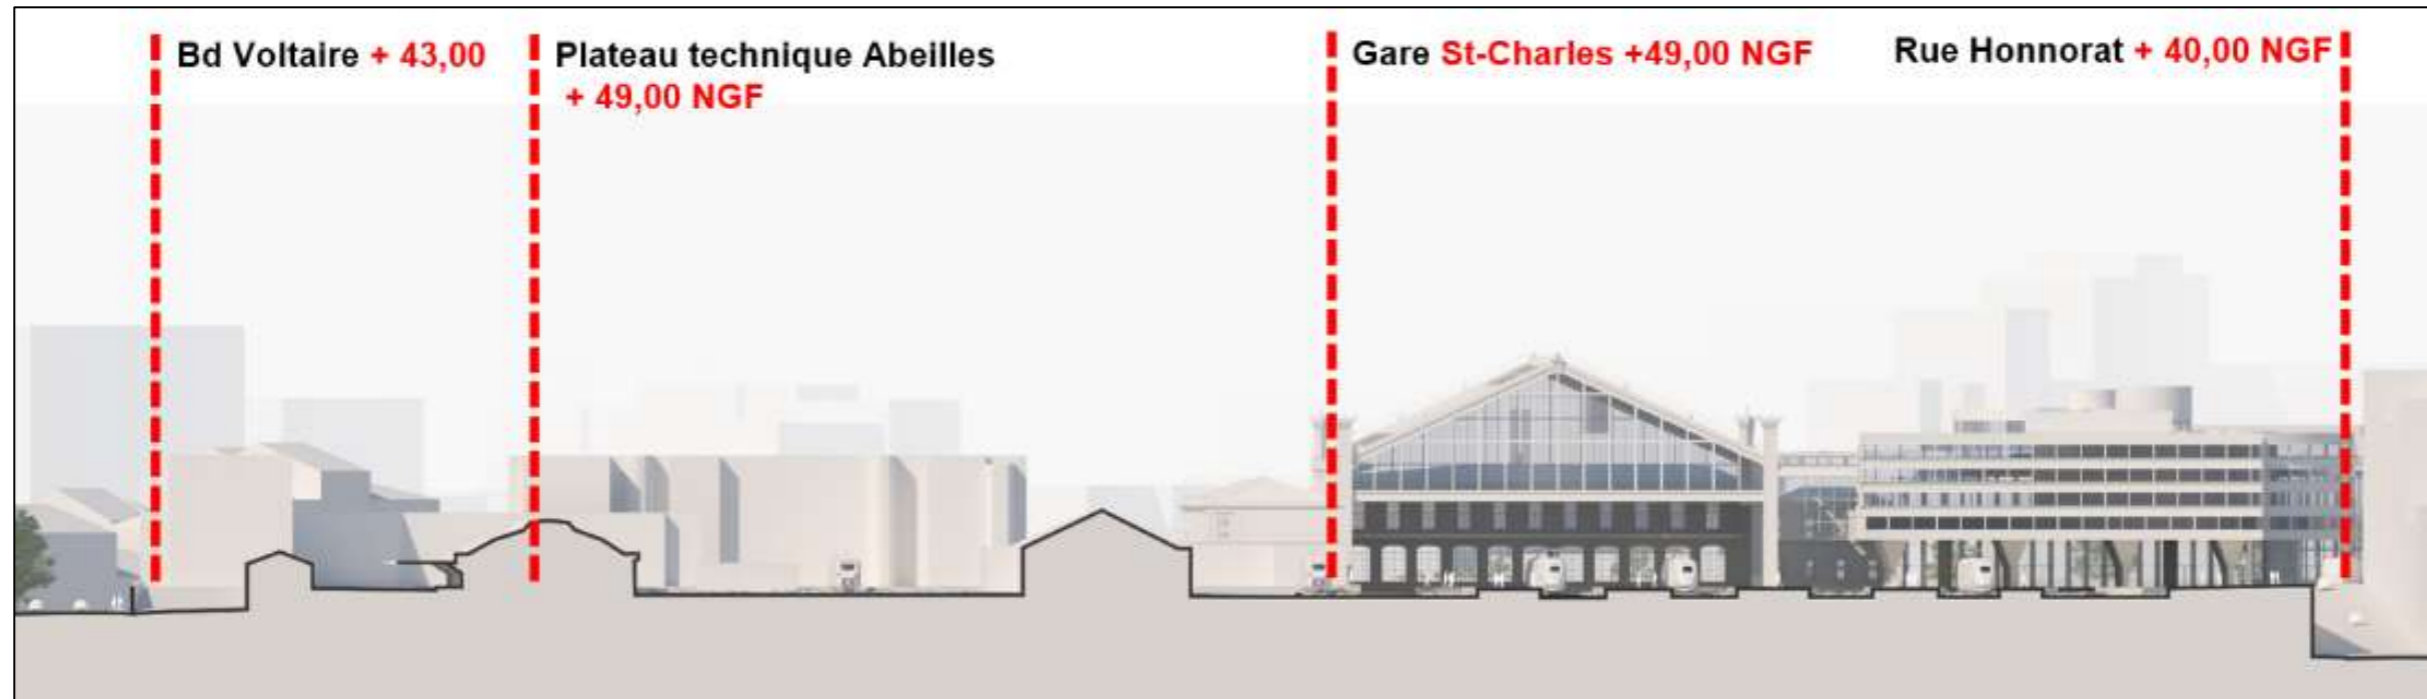 Bd Voltaire + 43,00
Plateau technique Abeilles
+ 49,00 NGF
Gare St-Charles +49,00 NGF
Rue Honnorat + 40,00 NGF